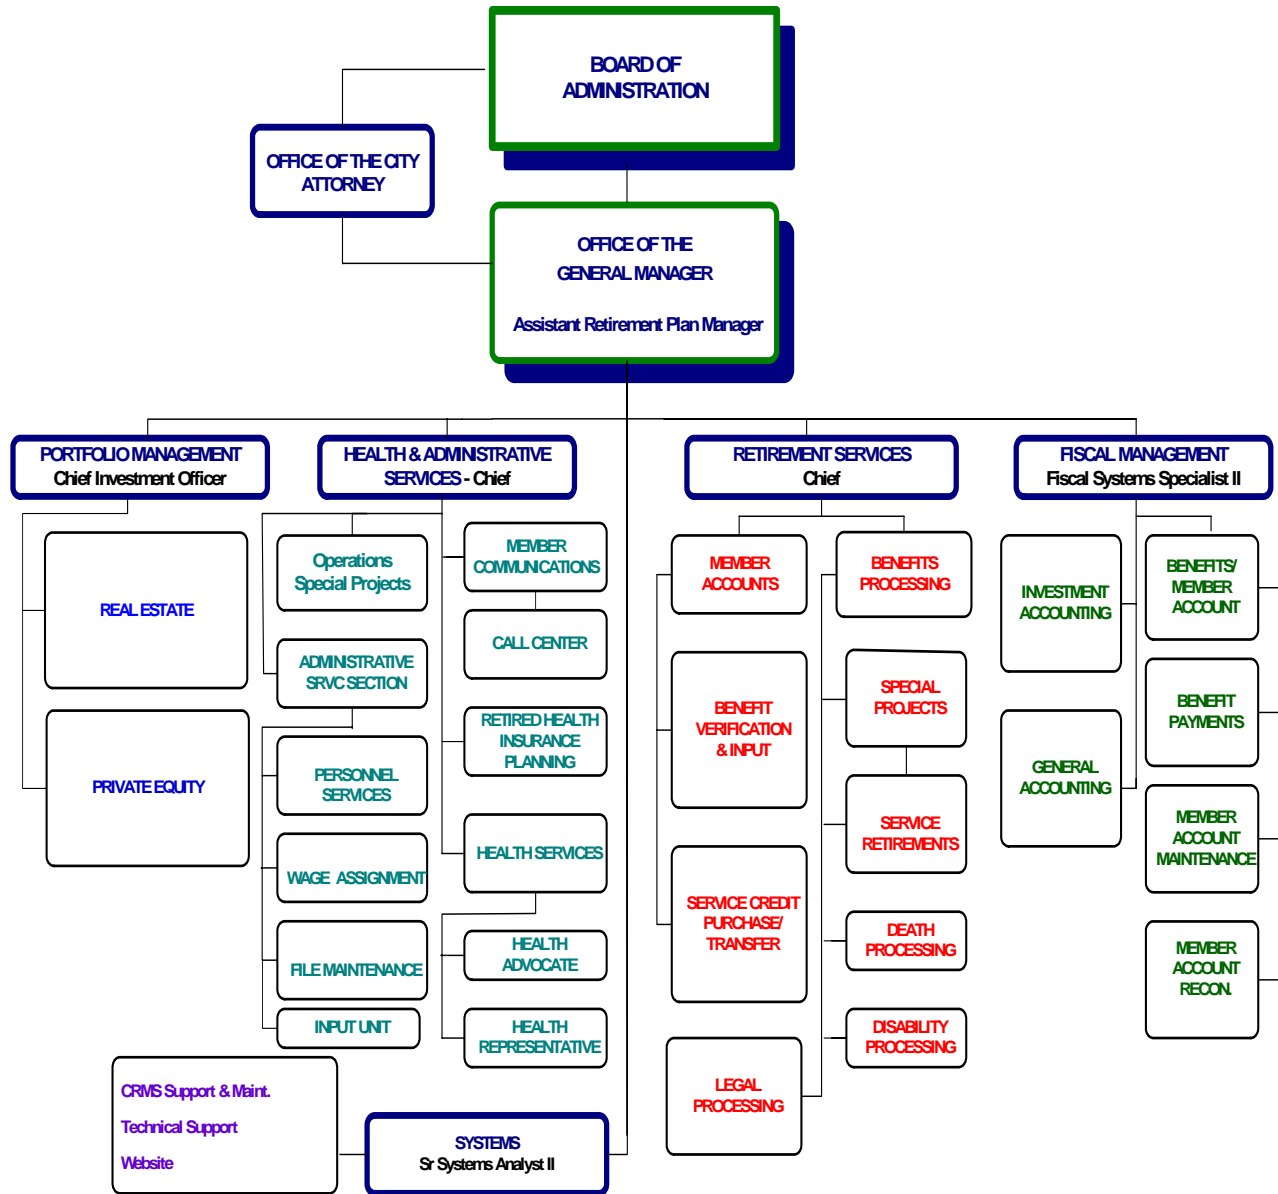 BOARD OF
ADMINISTRATION
OFFICE OF THE CITY
ATTORNEY
OFFICE OF THE
GENERAL MANAGER
Assistant Retirement Plan Manager
PORTFOLIO MANAGEMENT
Chief Investment Officer
HEALTH & ADMINISTRATIVE
SERVICES - Chief
RETIREMENT SERVICES
Chief
FISCAL MANAGEMENT
Fiscal Systems Specialist II
REAL ESTATE
PRIVATE EQUITY
Operations
Special Projects
ADMINISTRATIVE
SRVC SECTION
PERSONNEL
SERVICES
WAGE ASSIGNMENT
FILE MAINTENANCE
INPUT UNIT
MEMBER
COMMUNICATIONS
CALL CENTER
RETIRED HEALTH
INSURANCE
PLANNING
HEALTH SERVICES
HEALTH
ADVOCATE
HEALTH
REPRESENTATIVE
MEMBER
ACCOUNTS
BENEFIT
VERIFICATION
& INPUT
SERVICE CREDIT
PURCHASE/
TRANSFER
LEGAL
PROCESSING
BENEFITS
PROCESSING
SPECIAL
PROJECTS
SERVICE
RETIREMENTS
DEATH
PROCESSING
DISABILITY
PROCESSING
INVESTMENT
ACCOUNTING
GENERAL
ACCOUNTING
BENEFITS/
MEMBER
ACCOUNT
BENEFIT
PAYMENTS
MEMBER
ACCOUNT
MAINTENANCE
MEMBER
ACCOUNT
RECON.
CRMS Support & Maint.
Technical Support
Website
SYSTEMS
Sr Systems Analyst II